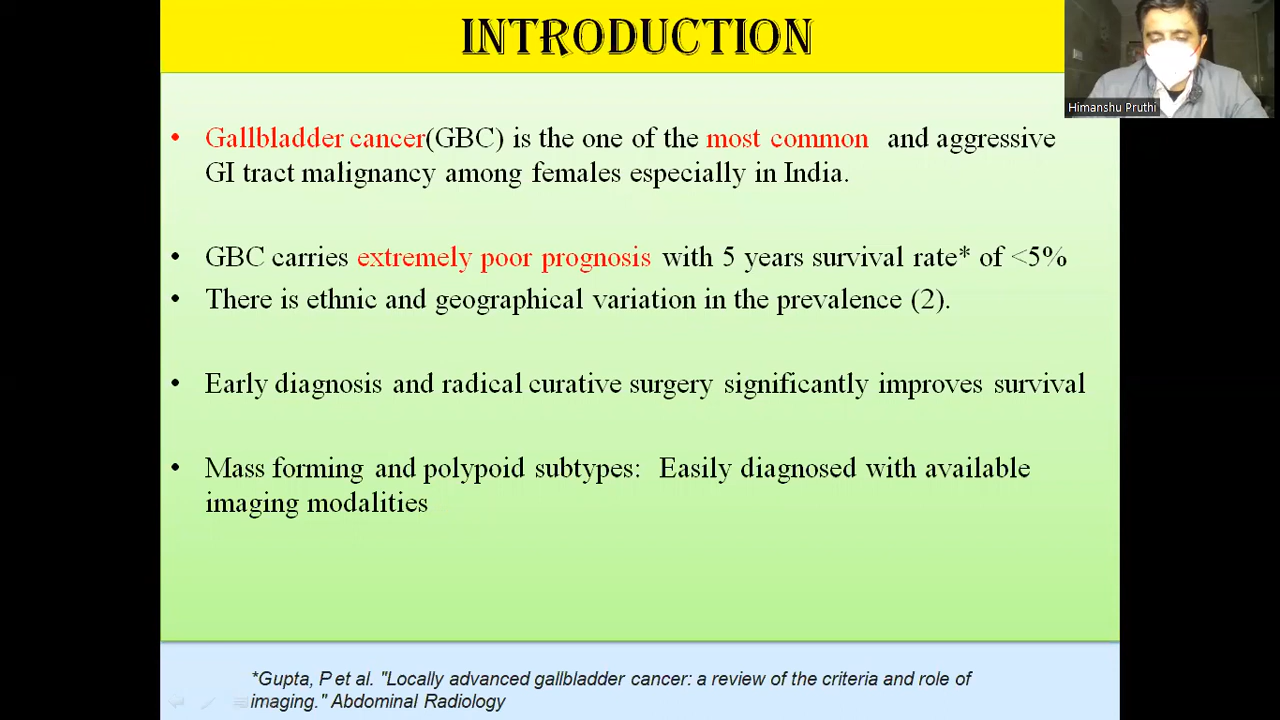 INTRODUCTION
Himanshu Pruthi
• Gallbladder cancer(GBC) is the one of the most common and aggressive
GI tract malignancy among females especially in India.
• GBC carries extremely poor prognosis with 5 years survival rate* of <5%
• There is ethnic and geographical variation in the prevalence (2).
• Early diagnosis and radical curative surgery significantly improves survival
• Mass forming and polypoid subtypes: Easily diagnosed with available
imaging modalities
*Gupta, P et al. "Locally advanced gallbladder cancer: a review of the criteria and role of
imaging." Abdominal Radiology